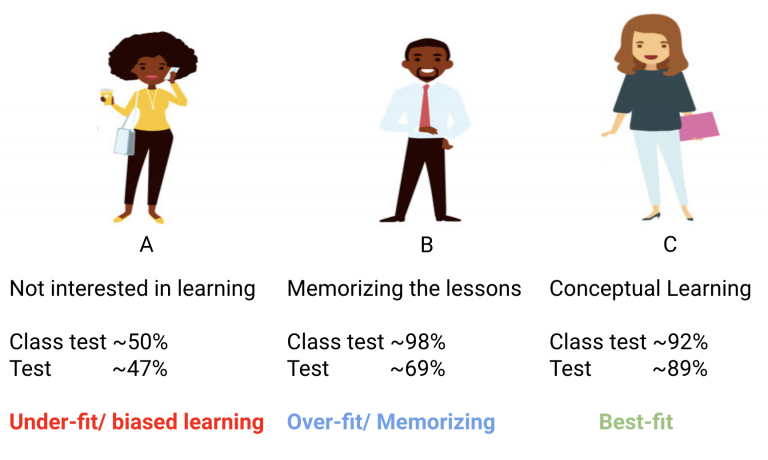 A
B
C
Not interested in learning
Memorizing the lessons
Conceptual Learning
Class test ~50%
Test ~47%
Class test ~98%
Test ~69%
Class test ~92%
Test ~89%
Under-fit/ biased learning
Over-fit/ Memorizing
Best-fit